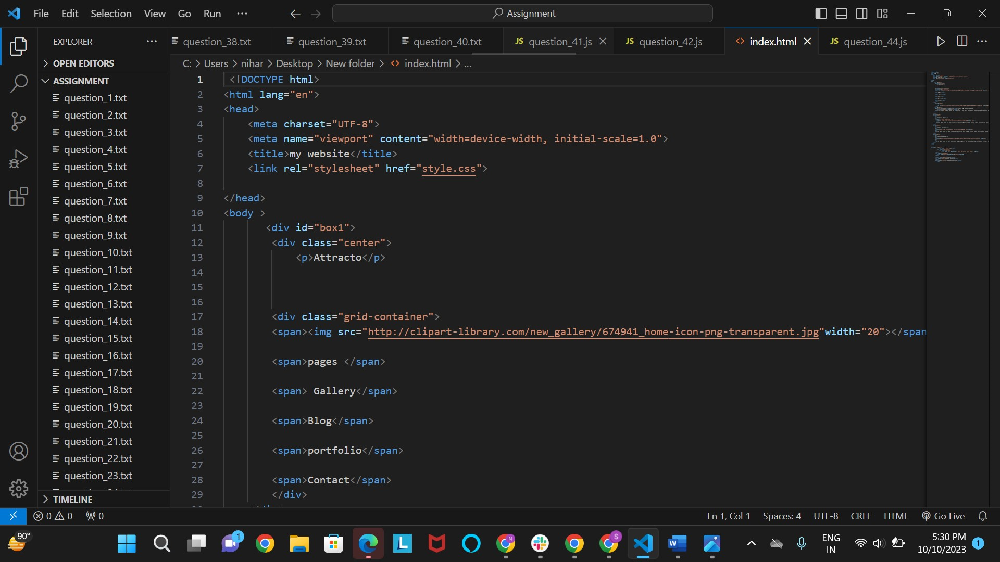 File Edit Selection View Go Run ··· Assignment
EXPLORER ···
question_38.txt question_39.txt question_40.txt JS question_41.js JS question_42.js <> index.html JS question_44.js ···
C: > Users > nihar > Desktop > New folder > <> index.html > ...
OPEN EDITORS
ASSIGNMENT
question_1.txt
question_2.txt
question_3.txt
question_4.txt
question_5.txt
question_6.txt
question_7.txt
question_8.txt
question_9.txt
question_10.txt
question_11.txt
question_12.txt
question_13.txt
question_14.txt
question_15.txt
question_16.txt
question_17.txt
question_18.txt
question_19.txt
question_20.txt
question_21.txt
question_22.txt
question_23.txt
TIMELINE
1 <!DOCTYPE html>
2 <html lang="en">
3 <head>
4 <meta charset="UTF-8">
5 <meta name="viewport" content="width=device-width, initial-scale=1.0">
6 <title>my website</title>
7 <link rel="stylesheet" href="style.css">
8
9 </head>
10 <body >
11 <div id="box1">
12 <div class="center">
13 <p>Attracto</p>
14
15
16
17 <div class="grid-container">
18 <span><img src="http://clipart-library.com/new_gallery/674941_home-icon-png-transparent.jpg"width="20"></span
19
20 <span>pages </span>
21
22 <span> Gallery</span>
23
24 <span>Blog</span>
25
26 <span>portfolio</span>
27
28 <span>Contact</span>
29 </div>
0 0 0 Ln 1, Col 1 Spaces: 4 UTF-8 CRLF HTML Go Live
90° 1 L N S W ENG
IN
5:30 PM
10/10/2023 1